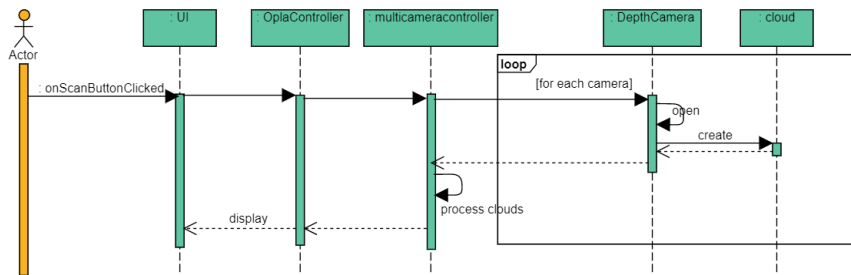 : UI
: OplaController
: multicameracontroller
: DepthCamera
: cloud
Actor
loop
: onScanButtonClicked
[for each camera]
open
create
process clouds
display